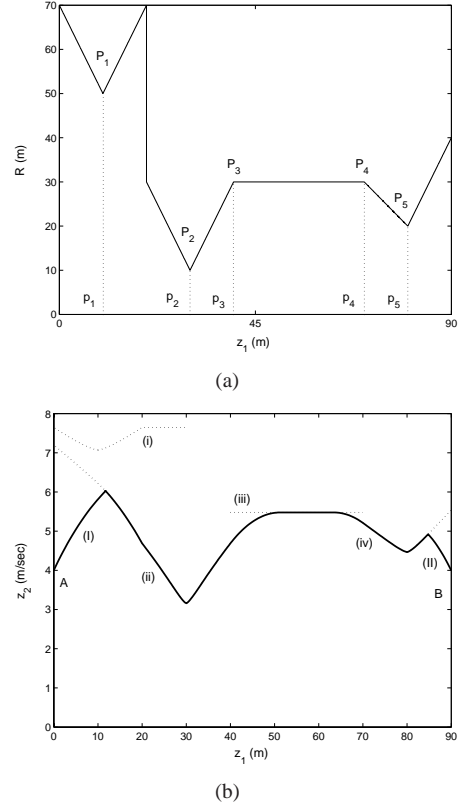 70
60
50
40
30
20
10
0
R (m)
P1
P2
P3
P4
P5
p1
p2
p3
p4
p5
0
45
90
z1 (m)
(a)
8
7
6
5
4
3
2
1
0
z2 (m/sec)
(i)
(I)
A
(ii)
(iii)
(iv)
(II)
B
0
10
20
30
40
50
60
70
80
90
z1 (m)
(b)